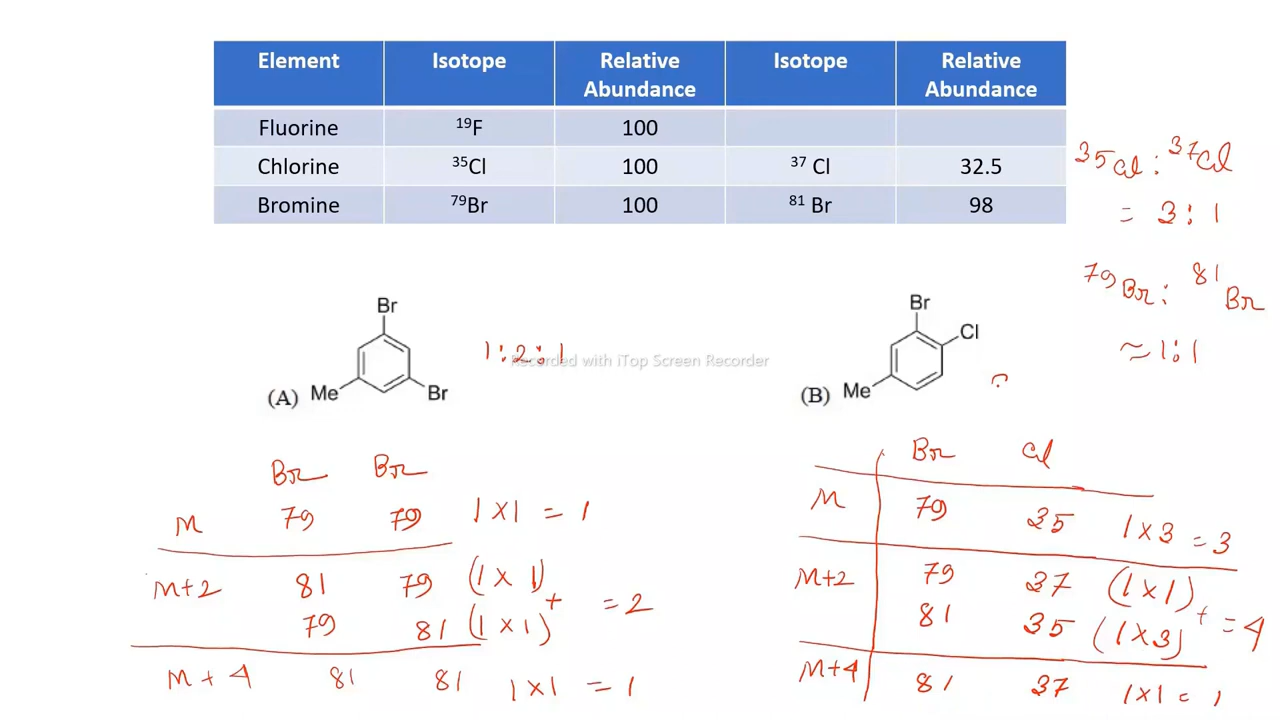 Element Isotope Relative Abundance Isotope Relative Abundance
Fluorine ¹⁹F 100
Chlorine ³⁵Cl 100 ³⁷ Cl 32.5
Bromine ⁷⁹Br 100 ⁸¹ Br 98
³⁵Cl : ³⁷Cl
= 3 : 1
⁷⁹Br : ⁸¹Br
≈ 1 : 1
Br
1 : 2 : 1
Recorded with iTop Screen Recorder
(A) Me Br
Br
Cl
(B) Me
Br Br
M 79 79 1 × 1 = 1
M+2 81 79 (1 × 1)
+ = 2
79 81 (1 × 1)
M + 4 81 81 1 × 1 = 1
Br Cl
M 79 35 1 × 3 = 3
M+2 79 37 (1 × 1)
+ = 4
81 35 (1 × 3)
M+4 81 37 1 × 1 = 1